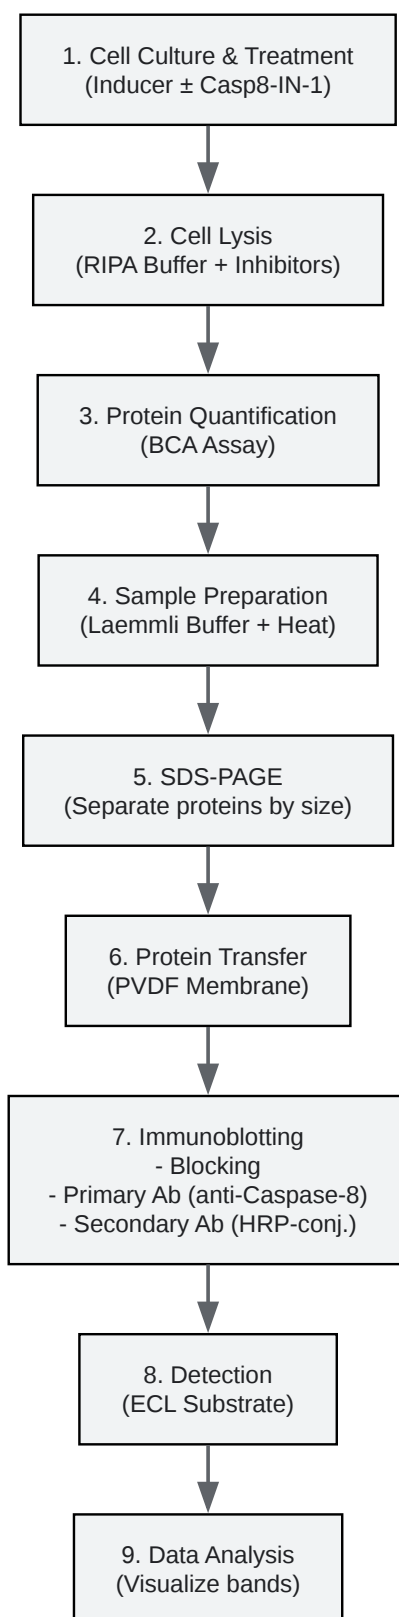 1. Cell Culture & Treatment
(Inducer ± Casp8-IN-1)
2. Cell Lysis
(RIPA Buffer + Inhibitors)
3. Protein Quantification
(BCA Assay)
4. Sample Preparation
(Laemmli Buffer + Heat)
5. SDS-PAGE
(Separate proteins by size)
6. Protein Transfer
(PVDF Membrane)
7. Immunoblotting
- Blocking
- Primary Ab (anti-Caspase-8)
- Secondary Ab (HRP-conj.)
8. Detection
(ECL Substrate)
9. Data Analysis
(Visualize bands)